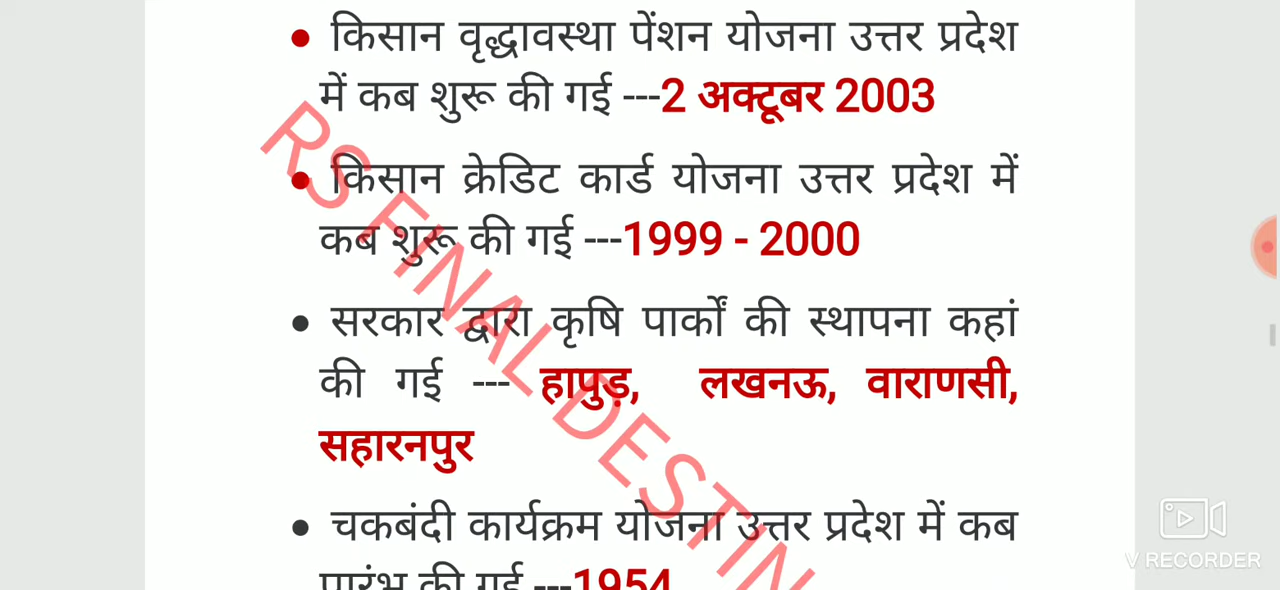 किसान वृद्धावस्था पेंशन योजना उत्तर प्रदेश
में कब शुरू की गई ---2 अक्टूबर 2003
किसान क्रेडिट कार्ड योजना उत्तर प्रदेश में
कब शुरू की गई ---1999 - 2000
सरकार द्वारा कृषि पार्कों की स्थापना कहां
की गई --- हापुड़, लखनऊ, वाराणसी,
सहारनपुर
चकबंदी कार्यक्रम योजना उत्तर प्रदेश में कब
प्रारंभ की गई ---1954
RS FINAL DESTIN
V RECORDER